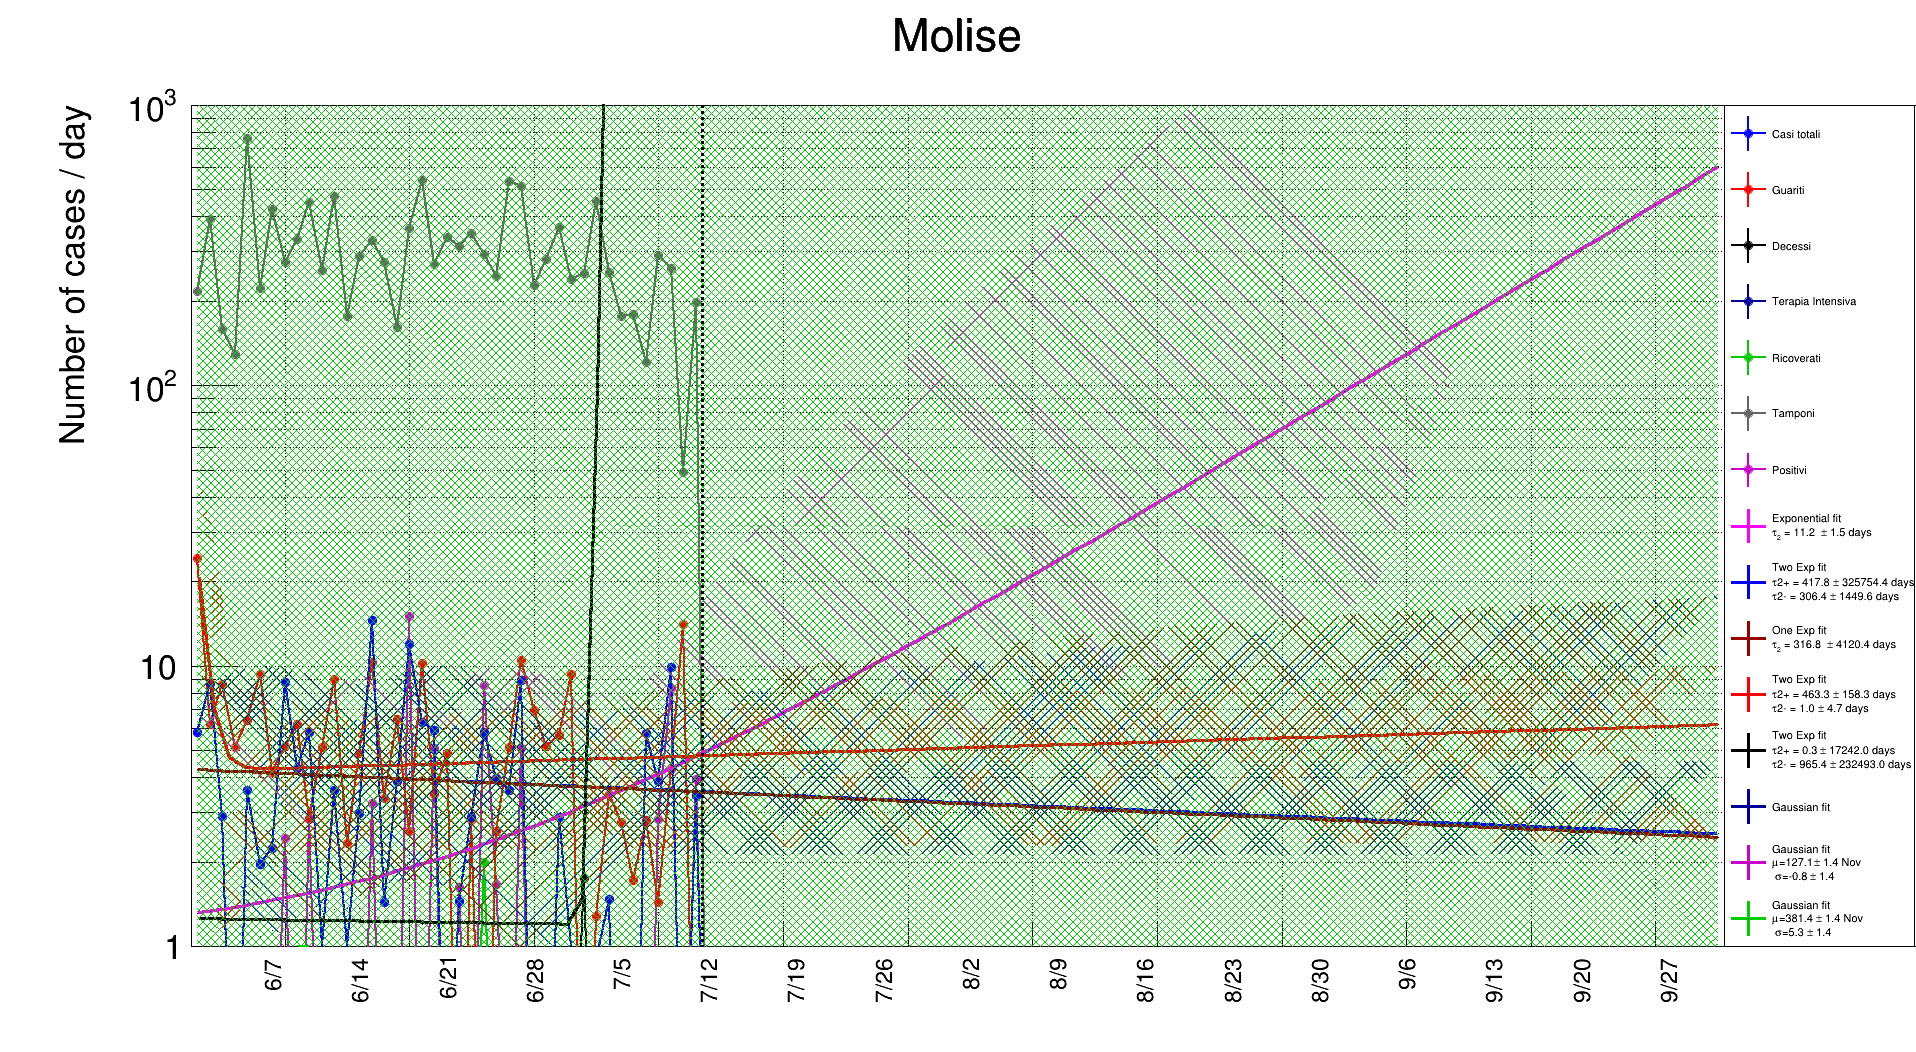 Molise
Number of cases / day
10³
10²
10
1
6/7
6/14
6/21
6/28
7/5
7/12
7/19
7/26
8/2
8/9
8/16
8/23
8/30
9/6
9/13
9/20
9/27
Casi totali
Guariti
Decessi
Terapia Intensiva
Ricoverati
Tamponi
Positivi
Exponential fit
τ₂ = 11.2 ± 1.5 days
Two Exp fit
τ2+ = 417.8 ± 325754.4 days
τ2- = 306.4 ± 1449.6 days
One Exp fit
τ₂ = 316.8 ± 4120.4 days
Two Exp fit
τ2+ = 463.3 ± 158.3 days
τ2- = 1.0 ± 4.7 days
Two Exp fit
τ2+ = 0.3 ± 17242.0 days
τ2- = 965.4 ± 232493.0 days
Gaussian fit
Gaussian fit
μ=127.1± 1.4 Nov
σ=-0.8 ± 1.4
Gaussian fit
μ=381.4 ± 1.4 Nov
σ=5.3 ± 1.4